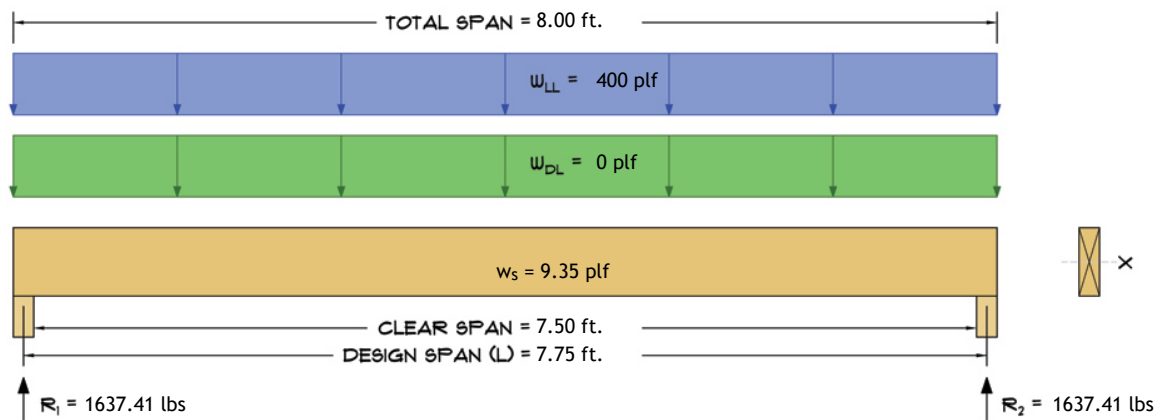 TOTAL SPAN = 8.00 ft.
wLL = 400 plf
wDL = 0 plf
ws = 9.35 plf
X
CLEAR SPAN = 7.50 ft.
DESIGN SPAN (L) = 7.75 ft.
R1 = 1637.41 lbs
R2 = 1637.41 lbs